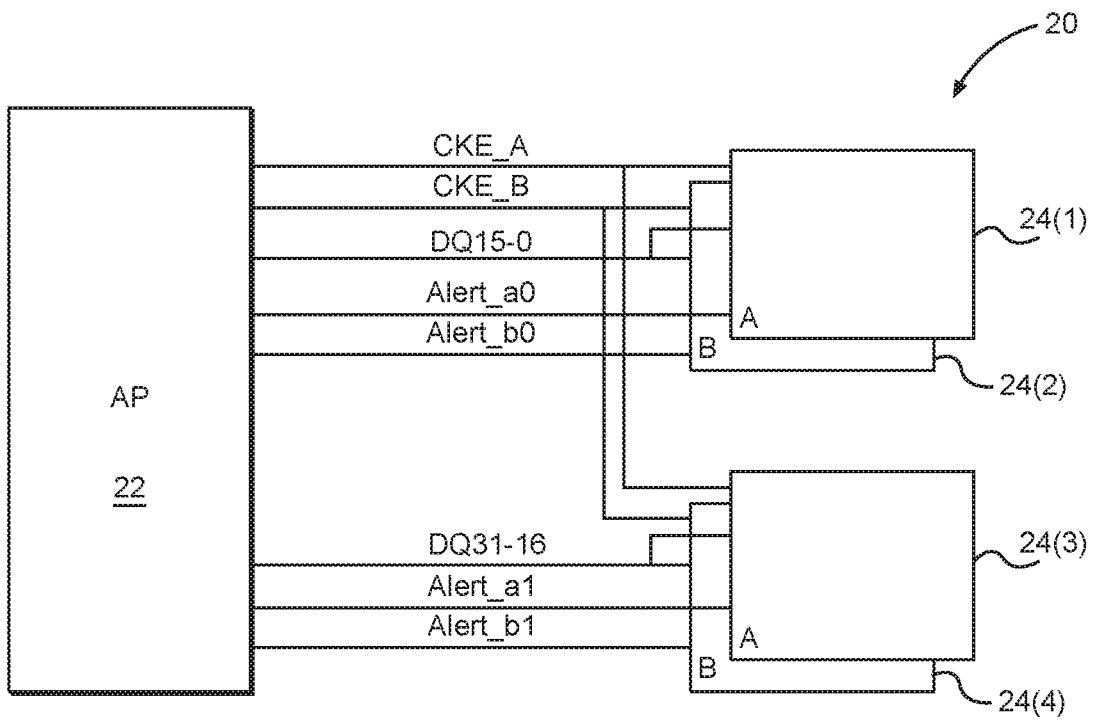 20
CKE_A
CKE_B
DQ15-0
Alert_a0
Alert_b0
A
B
24(1)
24(2)
AP
22
DQ31-16
Alert_a1
Alert_b1
A
B
24(3)
24(4)